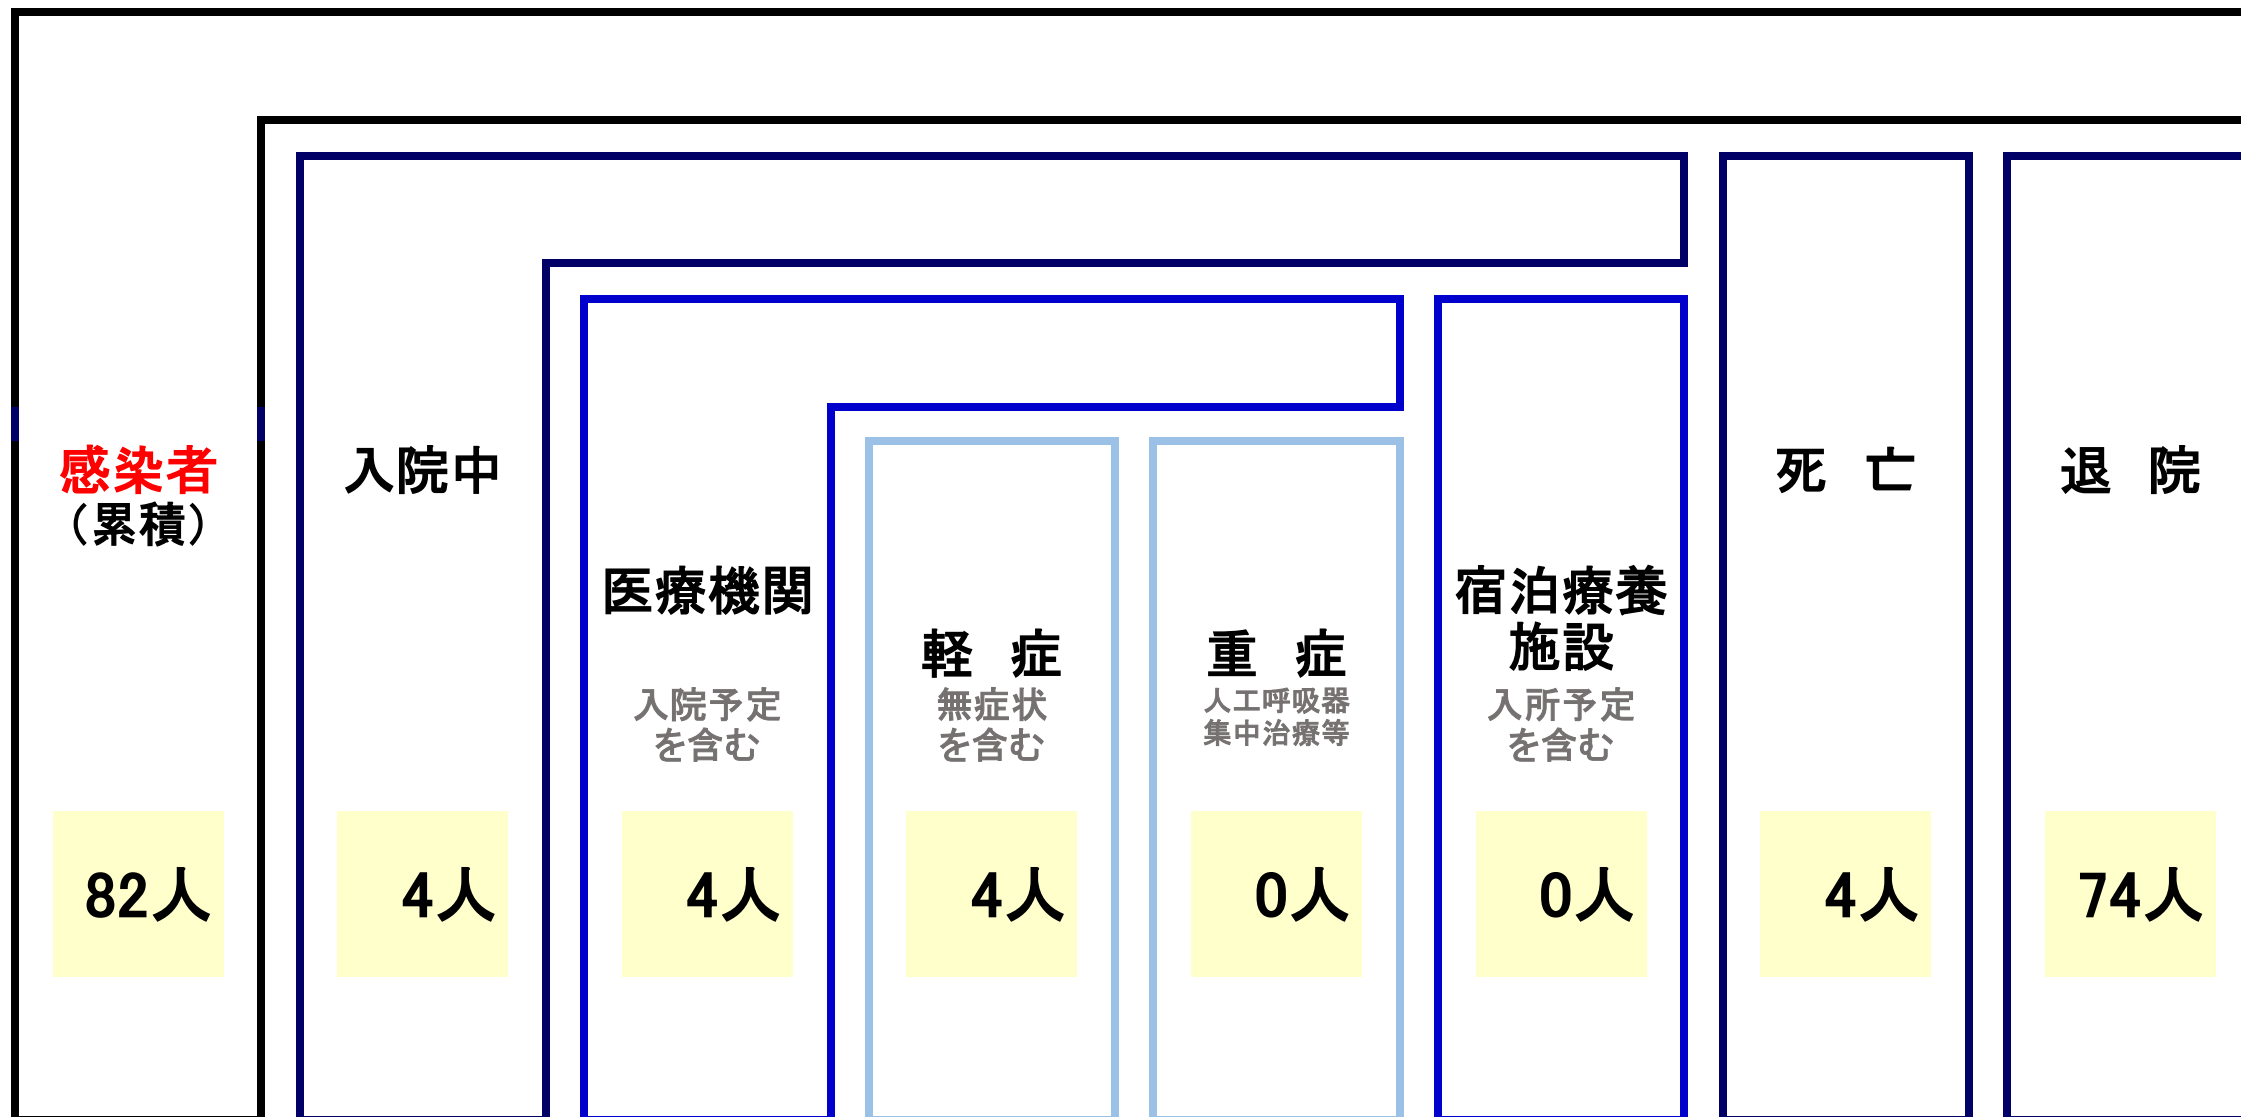 感染者
（累積）
82人
入院中
4人
医療機関
入院予定
を含む
4人
軽 症
無症状
を含む
4人
重 症
人工呼吸器
集中治療等
0人
宿泊療養
施設
入所予定
を含む
0人
死 亡
4人
退 院
74人